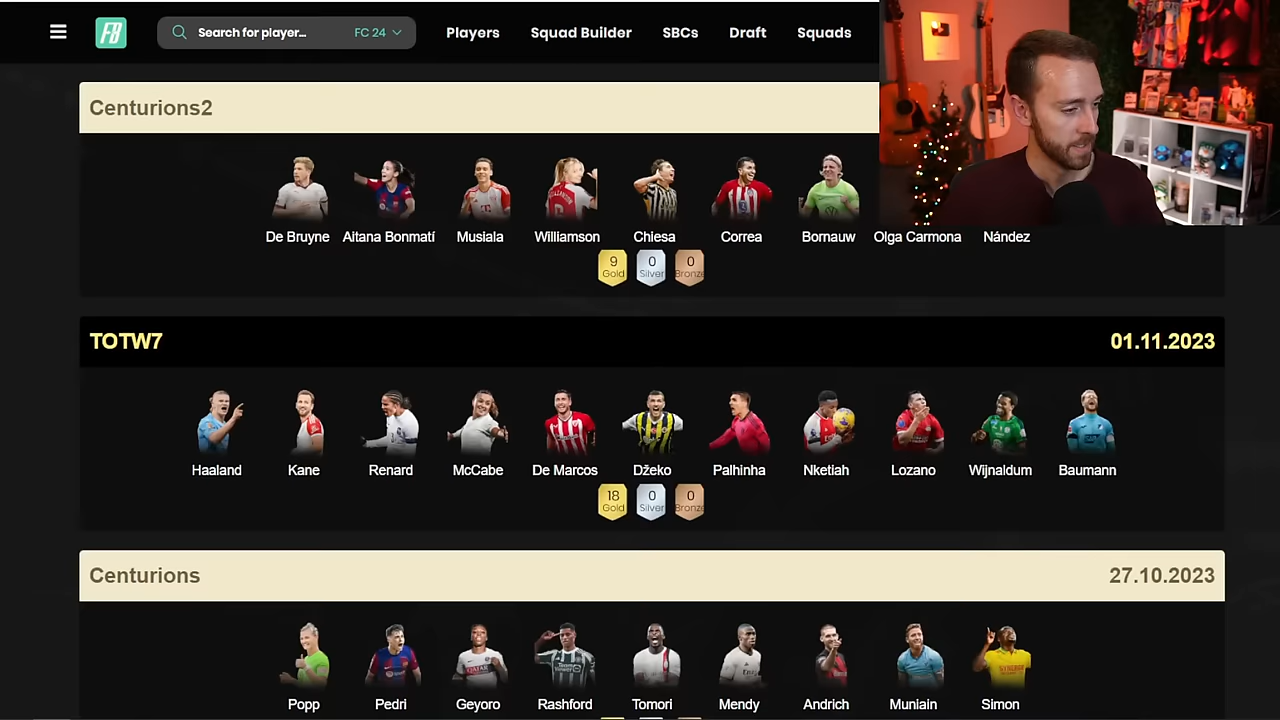 FB Search for player... FC 24 Players Squad Builder SBCs Draft Squads
Centurions2
De Bruyne Aitana Bonmatí Musiala Williamson Chiesa Correa Bornauw Olga Carmona Nández
9 0 0
Gold Silver Bronze
TOTW7 01.11.2023
Haaland Kane Renard McCabe De Marcos Džeko Palhinha Nketiah Lozano Wijnaldum Baumann
18 0 0
Gold Silver Bronze
Centurions 27.10.2023
Popp Pedri Geyoro Rashford Tomori Mendy Andrich Muniain Simon